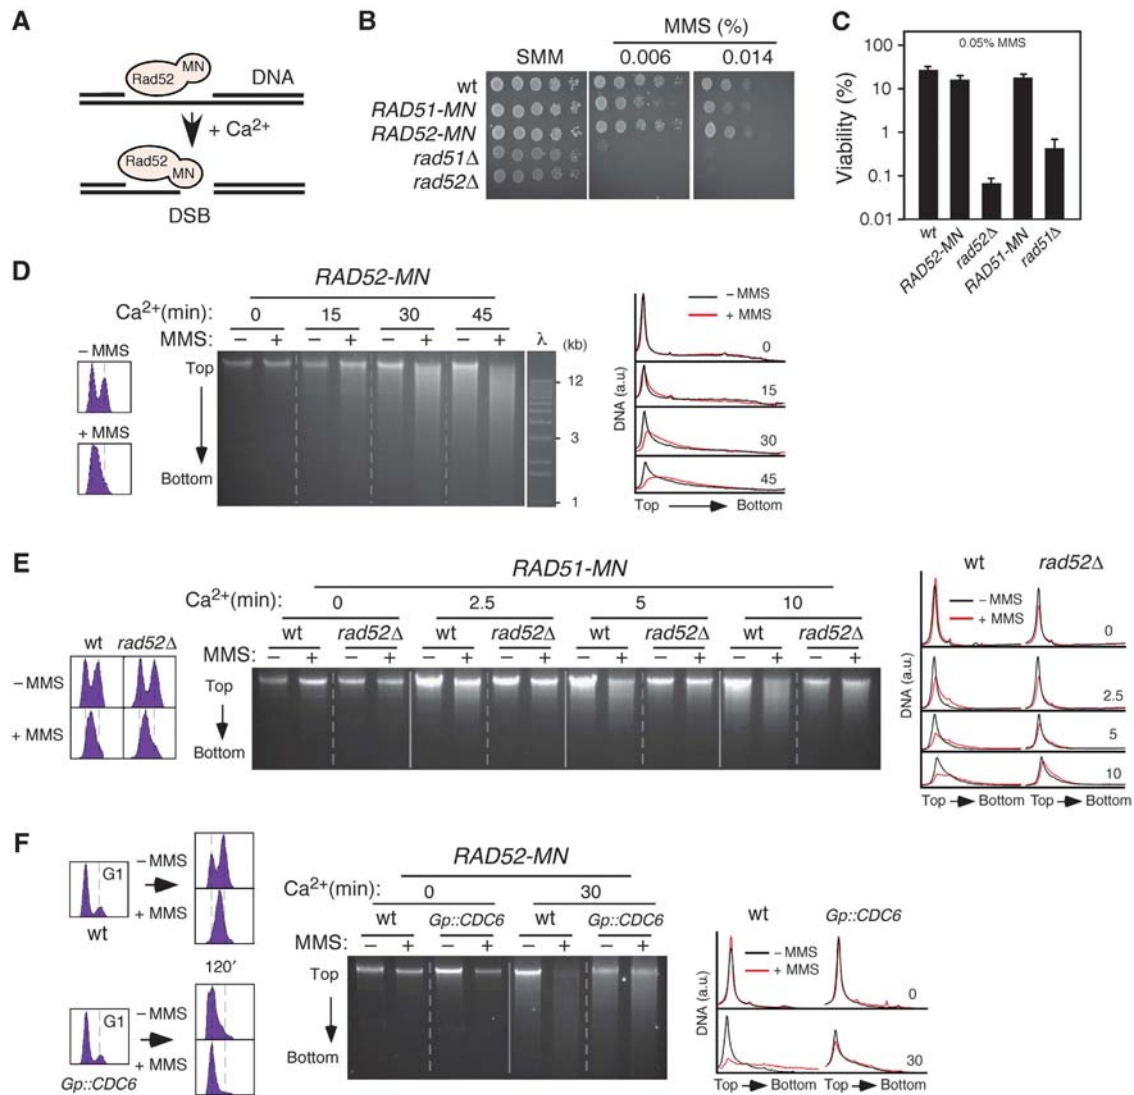 A
Rad52
MN
DNA
+ Ca2+
Rad52
MN
DSB
B
MMS (%)
SMM
0.006
0.014
wt
RAD51-MN
RAD52-MN
rad51Δ
rad52Δ
C
0.05% MMS
Viability (%)
100
10
1
0.1
0.01
wt
RAD52-MN
rad52Δ
RAD51-MN
rad51Δ
D
RAD52-MN
Ca2+(min):
0
15
30
45
MMS:
– + – + – + – +
λ
(kb)
– MMS
+ MMS
Top
Bottom
12
3
1
– MMS
+ MMS
DNA (a.u.)
0
15
30
45
Top
Bottom
E
RAD51-MN
Ca2+(min):
0
2.5
5
10
wt rad52Δ wt rad52Δ wt rad52Δ wt rad52Δ
MMS:
– + – + – + – + – + – + – + – +
wt rad52Δ
– MMS
+ MMS
Top
Bottom
wt
rad52Δ
– MMS
+ MMS
DNA (a.u.)
0
2.5
5
10
Top
Bottom
Top
Bottom
F
G1
wt
– MMS
+ MMS
120′
G1
Gp::CDC6
– MMS
+ MMS
RAD52-MN
Ca2+(min):
0
30
wt Gp::CDC6 wt Gp::CDC6
MMS:
– + – + – + – +
Top
Bottom
wt
Gp::CDC6
– MMS
+ MMS
DNA (a.u.)
0
30
Top
Bottom
Top
Bottom